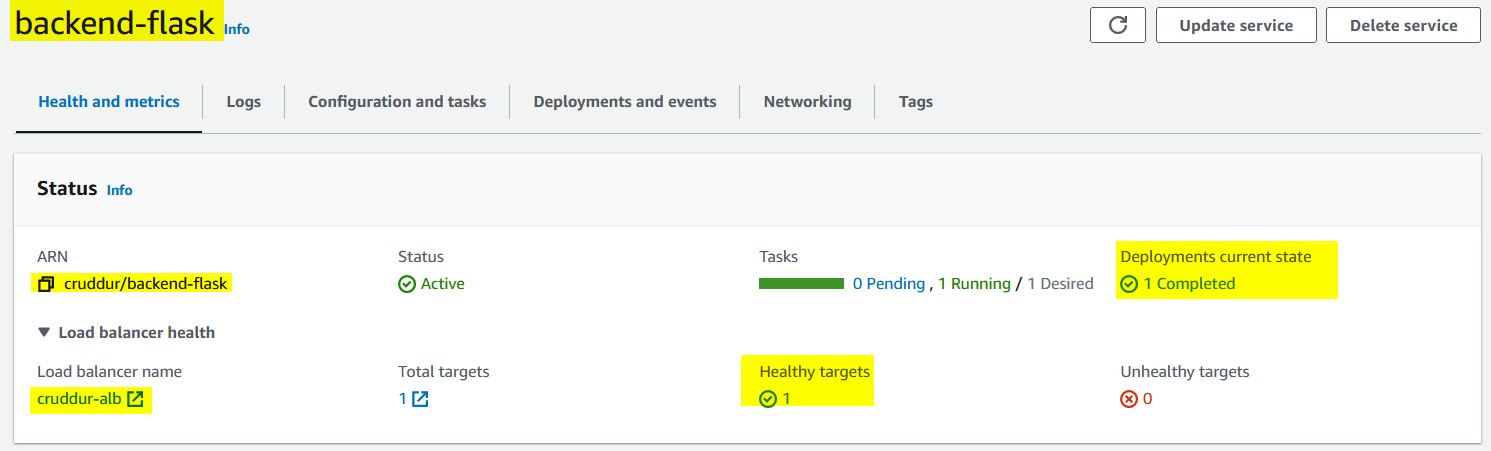 backend-flask Info
Update service Delete service
Health and metrics Logs Configuration and tasks Deployments and events Networking Tags
Status Info
ARN Status Tasks Deployments current state
cruddur/backend-flask Active 0 Pending , 1 Running / 1 Desired 1 Completed
Load balancer health
Load balancer name Total targets Healthy targets Unhealthy targets
cruddur-alb 1 1 0